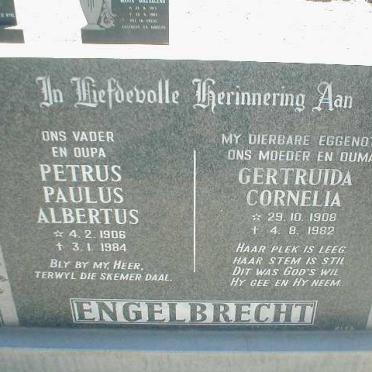 In Liefdevolle Herinnering Aan
ONS VADER
EN OUPA
PETRUS
PAULUS
ALBERTUS
☆ 4.2.1906
✝ 3.1.1984
BLY BY MY, HEER,
TERWYL DIE SKEMER DAAL.
MY DIERBARE EGGENOT
ONS MOEDER EN OUMA
GERTRUIDA
CORNELIA
☆ 29.10.1908
✝ 4.8.1982
HAAR PLEK IS LEEG
HAAR STEM IS STIL
DIT WAS GOD'S WIL
HY GEE EN HY NEEM.
ENGELBRECHT